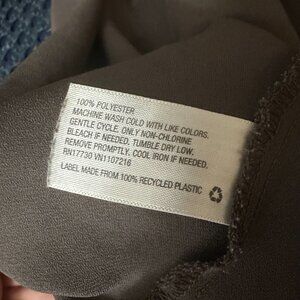 100% POLYESTER
MACHINE WASH COLD WITH LIKE COLORS.
GENTLE CYCLE. ONLY NON-CHLORINE
BLEACH IF NEEDED. TUMBLE DRY LOW.
REMOVE PROMPTLY. COOL IRON IF NEEDED.
RN17730 VN1107216
LABEL MADE FROM 100% RECYCLED PLASTIC